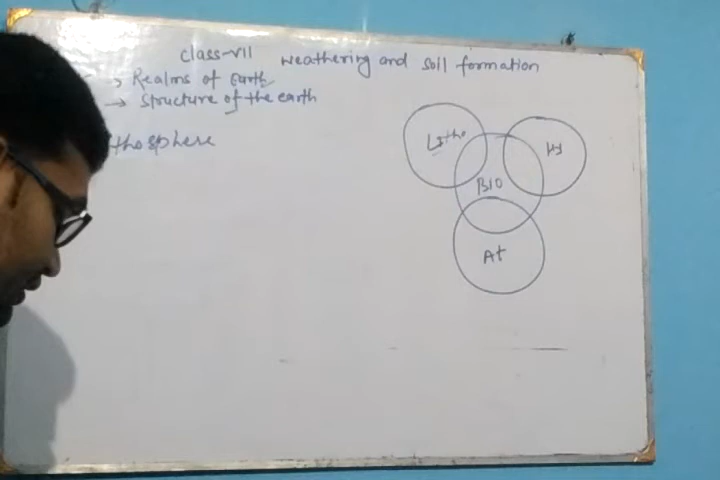 Class-VII weathering and soil formation
→ Realms of Earth
→ Structure of the earth
thosphere
Litho
Hy
BIO
At